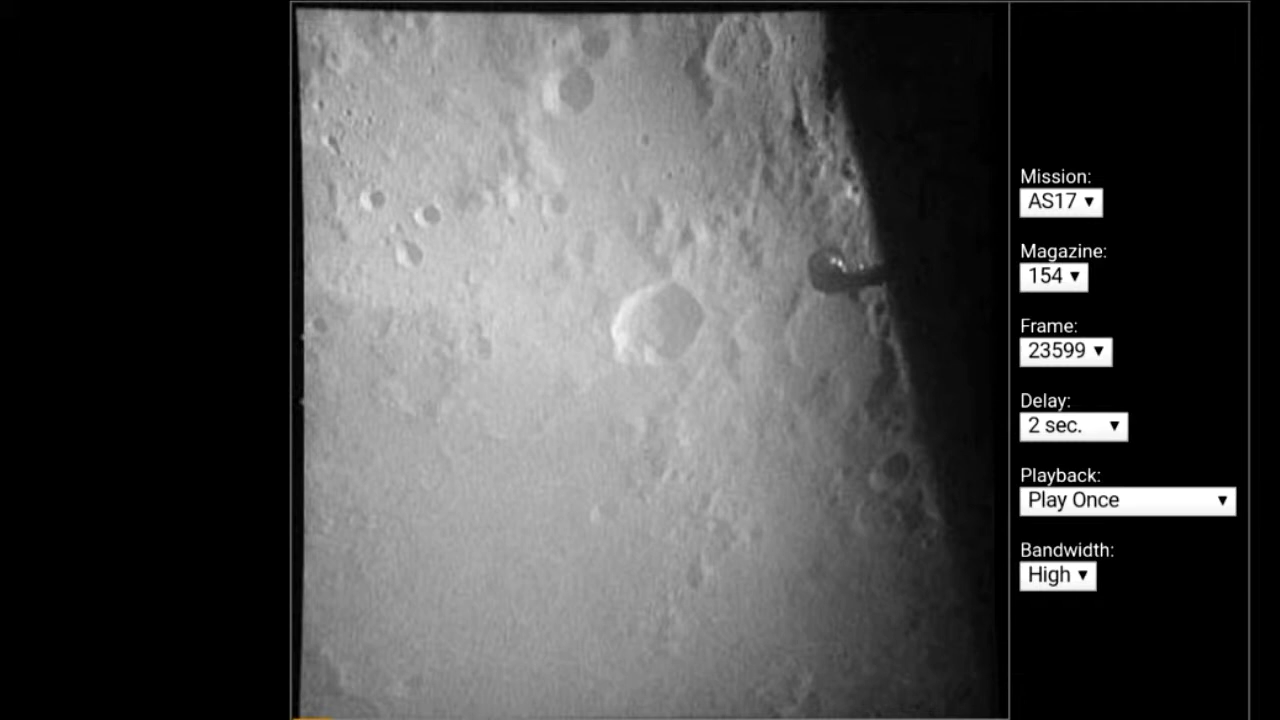 Mission:
AS17
Magazine:
154
Frame:
23599
Delay:
2 sec.
Playback:
Play Once
Bandwidth:
High